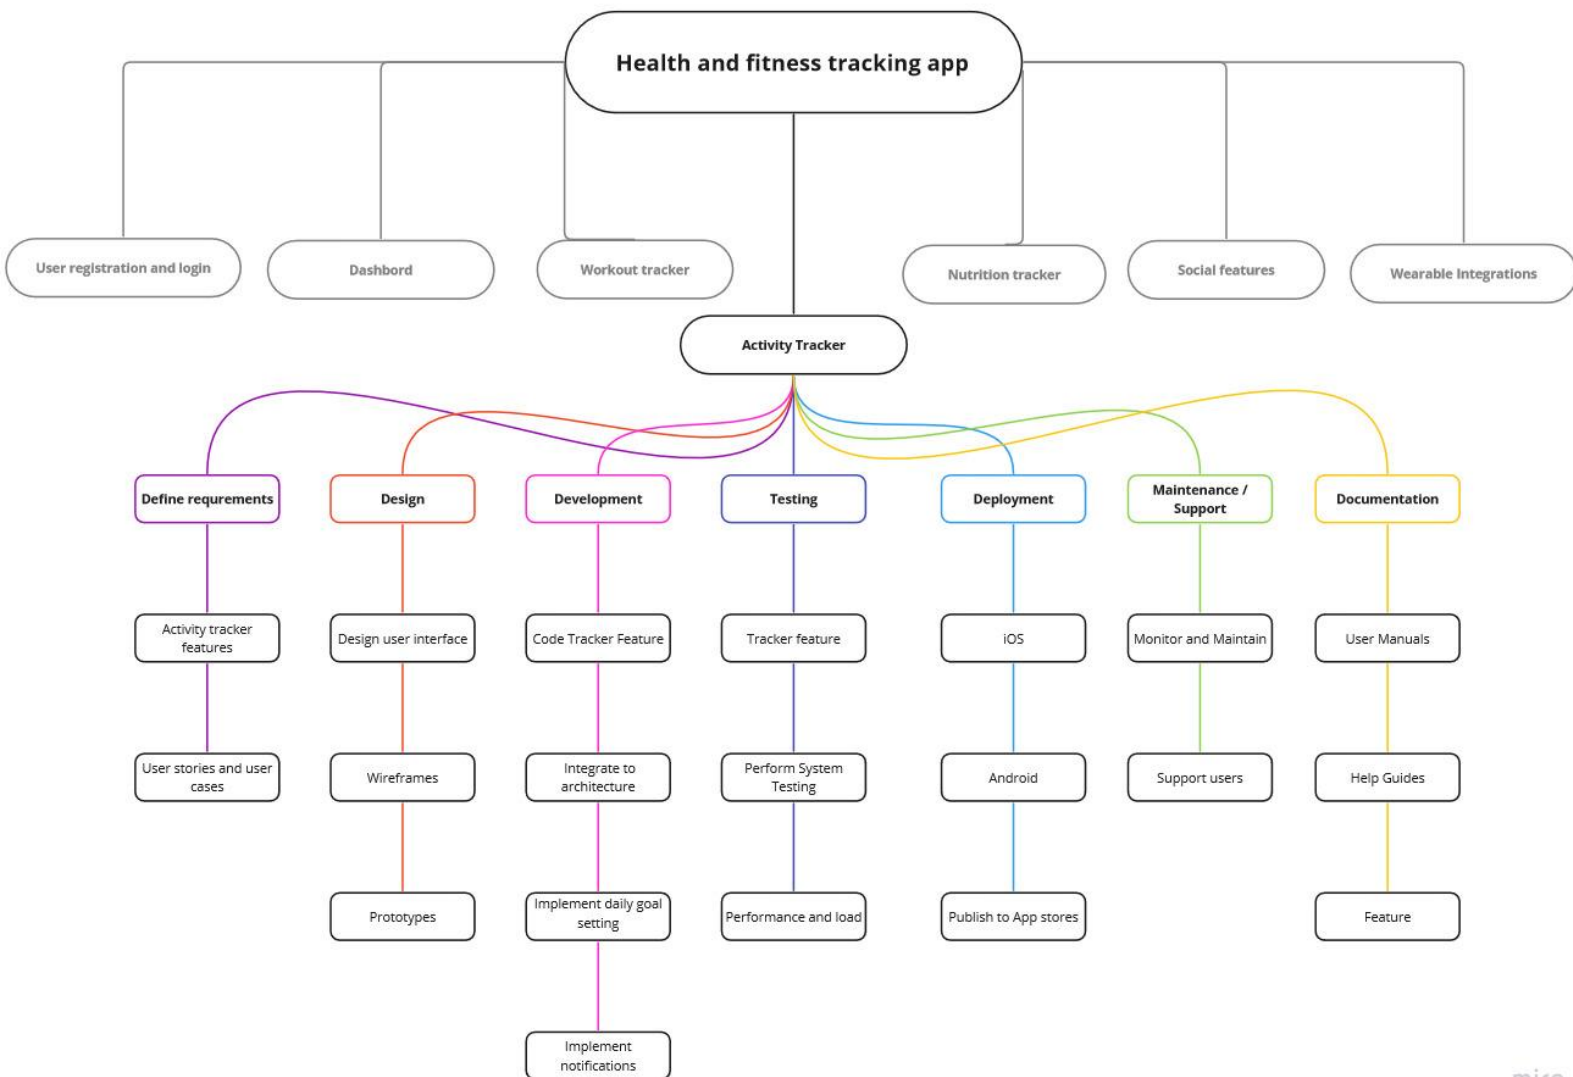 Health and fitness tracking app
User registration and login
Dashbord
Workout tracker
Nutrition tracker
Social features
Wearable Integrations
Activity Tracker
Define requrements
Design
Development
Testing
Deployment
Maintenance /
Support
Documentation
Activity tracker
features
Design user interface
Code Tracker Feature
Tracker feature
iOS
Monitor and Maintain
User Manuals
User stories and user
cases
Wireframes
Integrate to
architecture
Perform System
Testing
Android
Support users
Help Guides
Prototypes
Implement daily goal
setting
Performance and load
Publish to App stores
Feature
Implement
notifications